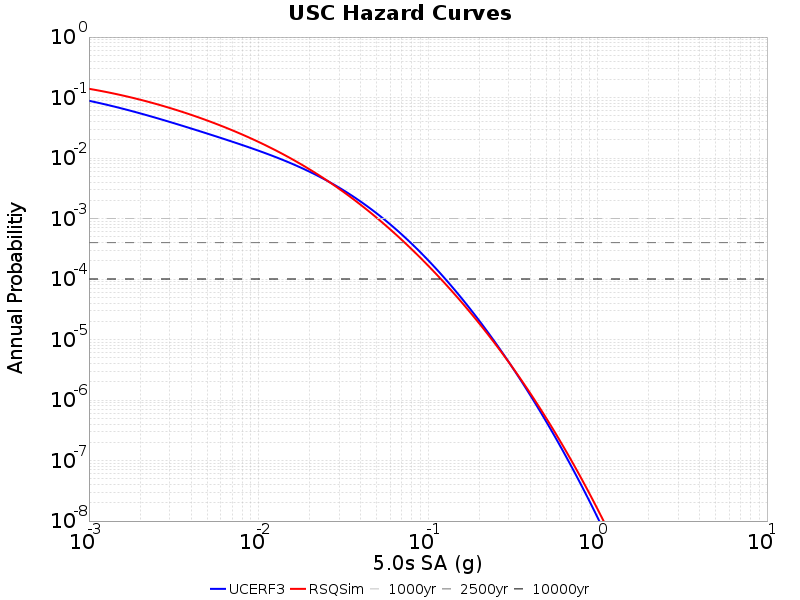 USC Hazard Curves
10^0
10^-1
10^-2
10^-3
10^-4
10^-5
10^-6
10^-7
10^-8
Annual Probabilitiy
10^-3 10^-2 10^-1 10^0 10^1
5.0s SA (g)
UCERF3 RSQSim 1000yr 2500yr 10000yr